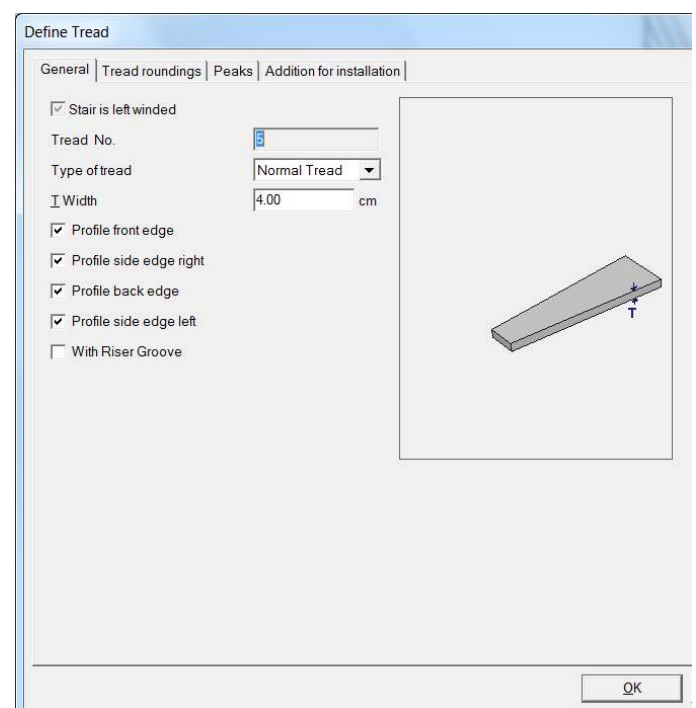 Define Tread
General Tread roundings Peaks Addition for installation
Stair is left winded
Tread No. 5
Type of tread Normal Tread
T Width 4.00 cm
Profile front edge
Profile side edge right
Profile back edge
Profile side edge left
With Riser Groove
T
OK